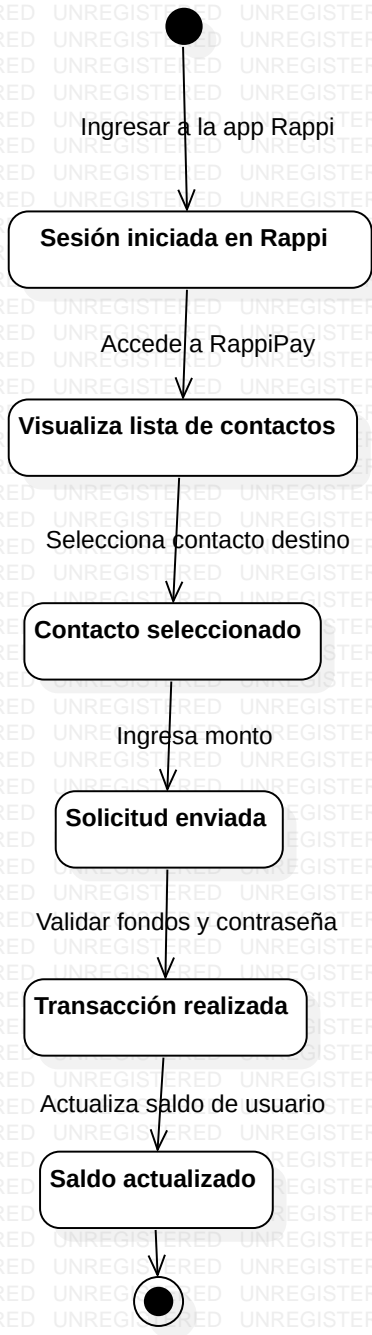 Ingresar a la app Rappi
Sesión iniciada en Rappi
Accede a RappiPay
Visualiza lista de contactos
Selecciona contacto destino
Contacto seleccionado
Ingresa monto
Solicitud enviada
Validar fondos y contraseña
Transacción realizada
Actualiza saldo de usuario
Saldo actualizado
UNREGISTERED